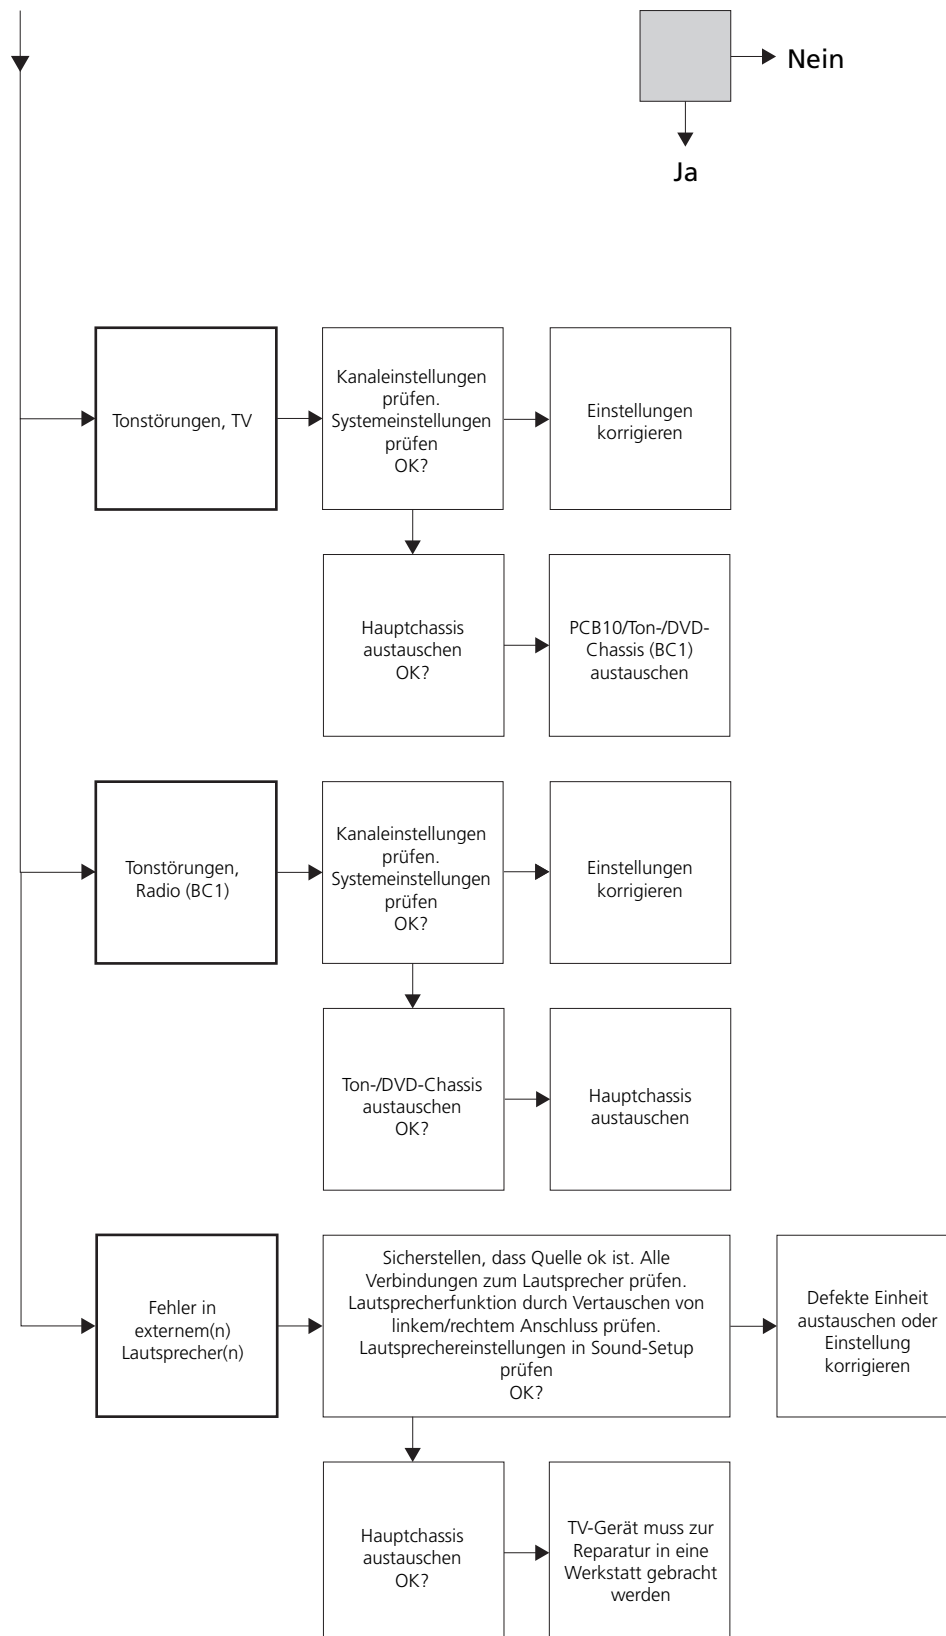 Nein
Ja
Tonstörungen, TV
Kanaleinstellungen
prüfen.
Systemeinstellungen
prüfen
OK?
Einstellungen
korrigieren
Hauptchassis
austauschen
OK?
PCB10/Ton-/DVD-
Chassis (BC1)
austauschen
Tonstörungen,
Radio (BC1)
Kanaleinstellungen
prüfen.
Systemeinstellungen
prüfen
OK?
Einstellungen
korrigieren
Ton-/DVD-Chassis
austauschen
OK?
Hauptchassis
austauschen
Fehler in
externem(n)
Lautsprecher(n)
Sicherstellen, dass Quelle ok ist. Alle
Verbindungen zum Lautsprecher prüfen.
Lautsprecherfunktion durch Vertauschen von
linkem/rechtem Anschluss prüfen.
Lautsprechereinstellungen in Sound-Setup
prüfen
OK?
Defekte Einheit
austauschen oder
Einstellung
korrigieren
Hauptchassis
austauschen
OK?
TV-Gerät muss zur
Reparatur in eine
Werkstatt gebracht
werden